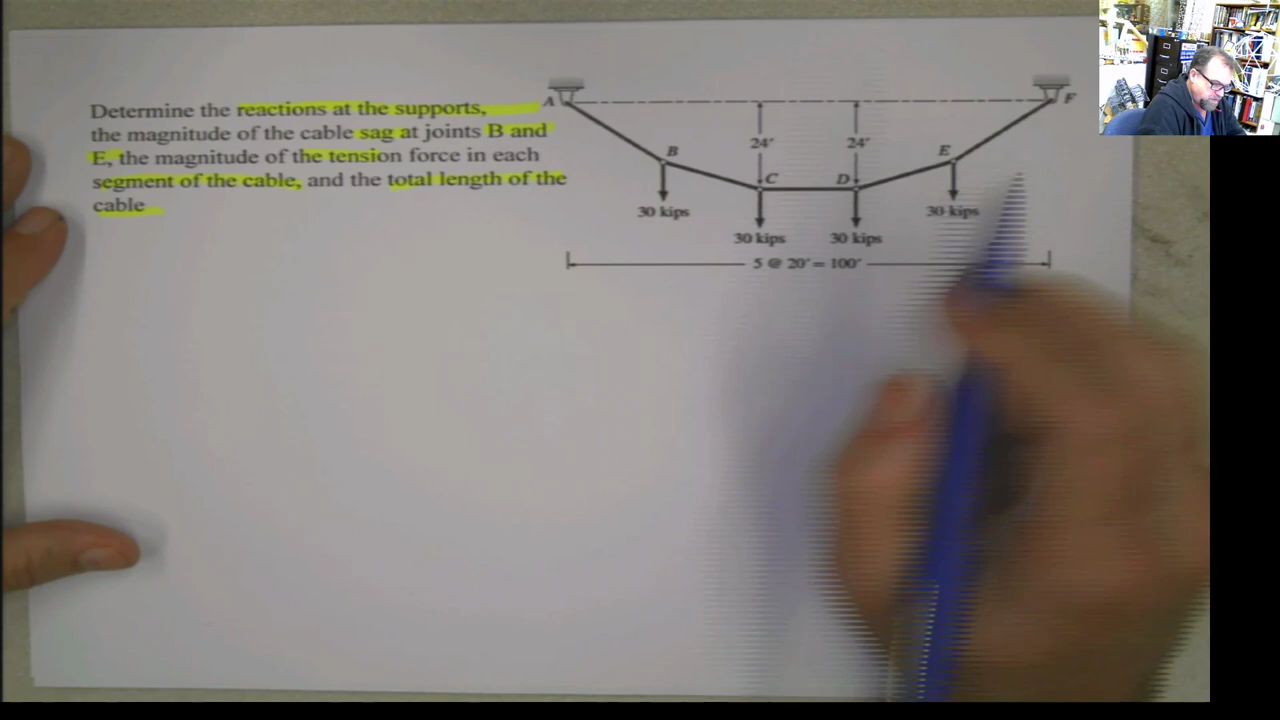 Determine the reactions at the supports,
the magnitude of the cable sag at joints B and
E, the magnitude of the tension force in each
segment of the cable, and the total length of the
cable
A
F
24'
24'
B
E
C
D
30 kips
30 kips
30 kips
30 kips
5 @ 20' = 100'